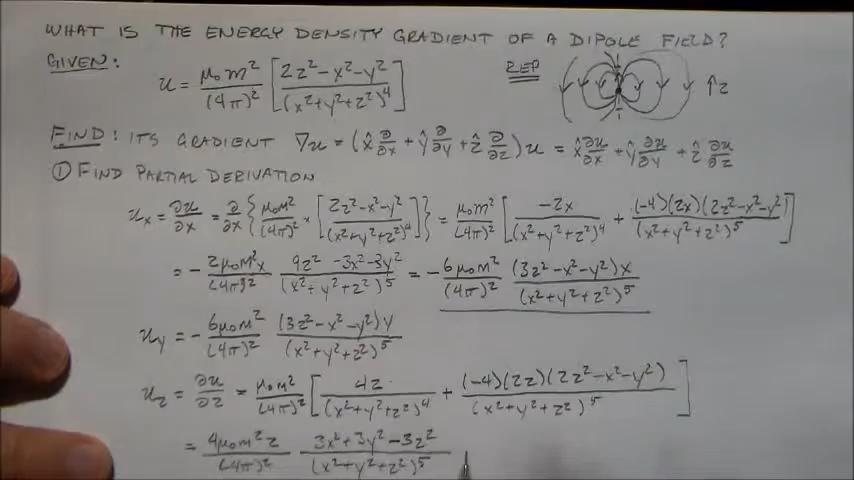 WHAT IS THE ENERGY DENSITY GRADIENT OF A DIPOLE FIELD?
GIVEN: u = μ₀m²/(4π)² [(2z²-x²-y²)/(x²+y²+z²)⁴] REP ↑z
FIND: ITS GRADIENT ∇u = (x̂ ∂/∂x + ŷ ∂/∂y + ẑ ∂/∂z)u = x̂ ∂u/∂x + ŷ ∂u/∂y + ẑ ∂u/∂z
① FIND PARTIAL DERIVATION
u_x = ∂u/∂x = ∂/∂x {μ₀m²/(4π)² × [(2z²-x²-y²)/(x²+y²+z²)⁴]} = μ₀m²/(4π)² [-2x/(x²+y²+z²)⁴ + (-4)(2x)(2z²-x²-y²)/(x²+y²+z²)⁵]
= - 2μ₀m²x/(4π)² (9z² -3x²-3y²)/(x²+y²+z²)⁵ = - 6μ₀m²/(4π)² (3z²-x²-y²)x/(x²+y²+z²)⁵
u_y = - 6μ₀m²/(4π)² (3z²-x²-y²)y/(x²+y²+z²)⁵
u_z = ∂u/∂z = μ₀m²/(4π)² [4z/(x²+y²+z²)⁴ + (-4)(2z)(2z²-x²-y²)/(x²+y²+z²)⁵]
= 4μ₀m²z/(4π)² (3x²+3y²-3z²)/(x²+y²+z²)⁵